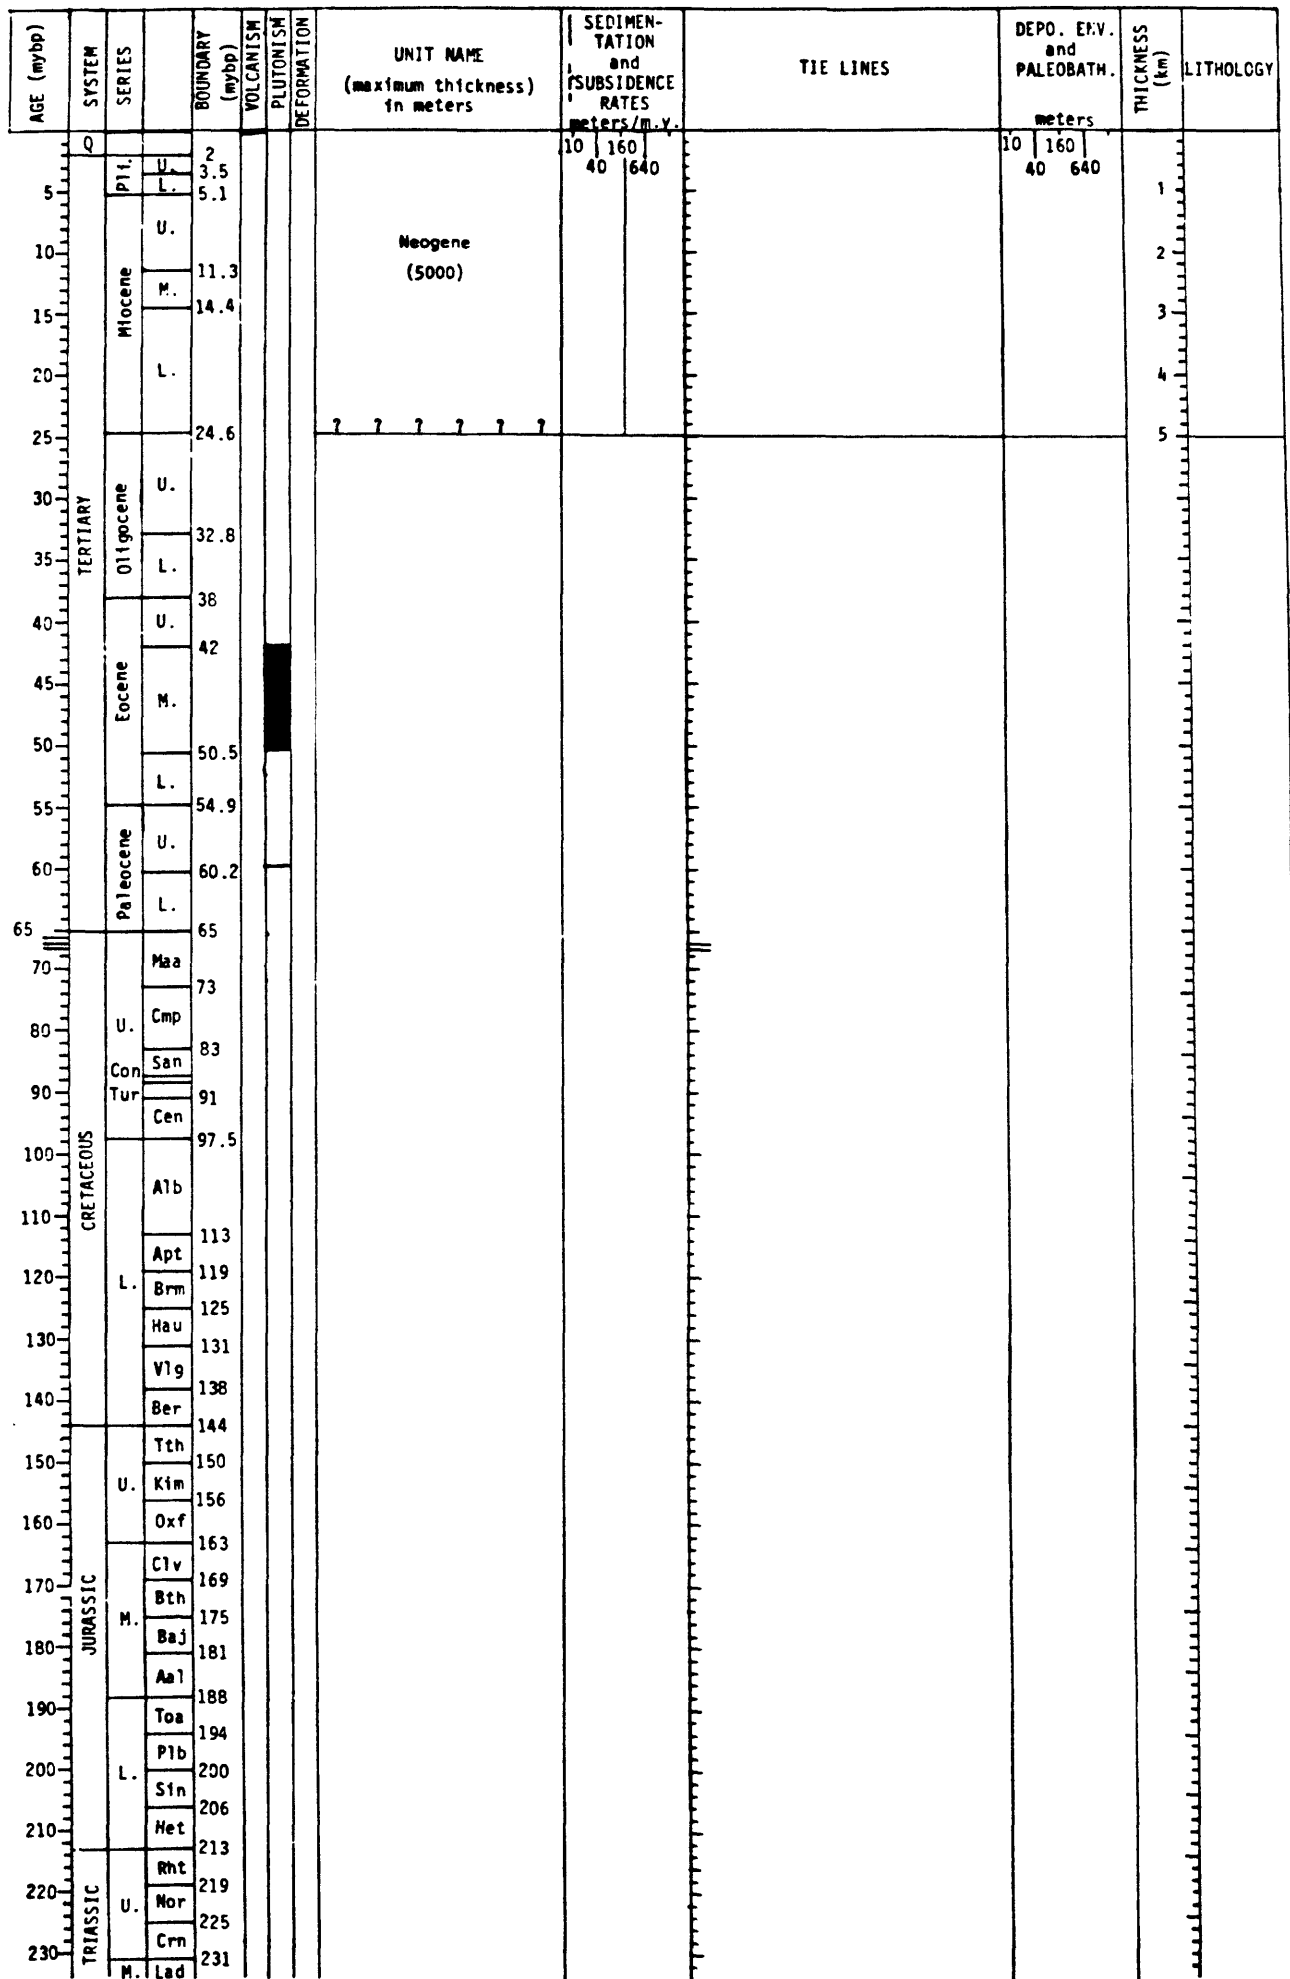 AGE (mybp)
SYSTEM
SERIES
BOUNDARY
(mybp)
VOLCANISM
PLUTONISM
DEFORMATION
UNIT NAME
(maximum thickness)
in meters
SEDIMEN-
TATION
and
SUBSIDENCE
RATES
meters/m.y.
TIE LINES
DEPO. ENV.
and
PALEOBATH.
meters
THICKNESS
(km)
LITHOLOGY
10 160
40 640
10 160
40 640
Q
TERTIARY
CRETACEOUS
JURASSIC
TRIASSIC
Pli.
Miocene
Oligocene
Eocene
Paleocene
5
10
15
20
25
30
35
40
45
50
55
60
65
70
80
90
100
110
120
130
140
150
160
170
180
190
200
210
220
230
U.
L.
U.
M.
L.
U.
L.
U.
M.
L.
U.
L.
U.
Con
Tur
L.
U.
M.
L.
U.
M.
Maa
Cmp
San
Cen
Alb
Apt
Brm
Hau
Vlg
Ber
Tth
Kim
Oxf
Clv
Bth
Baj
Aal
Toa
Plb
Sin
Het
Rht
Nor
Crn
Lad
2
3.5
5.1
11.3
14.4
24.6
32.8
38
42
50.5
54.9
60.2
65
73
83
91
97.5
113
119
125
131
138
144
150
156
163
169
175
181
188
194
200
206
213
219
225
231
Neogene
(5000)
? ? ? ? ? ?
1
2
3
4
5